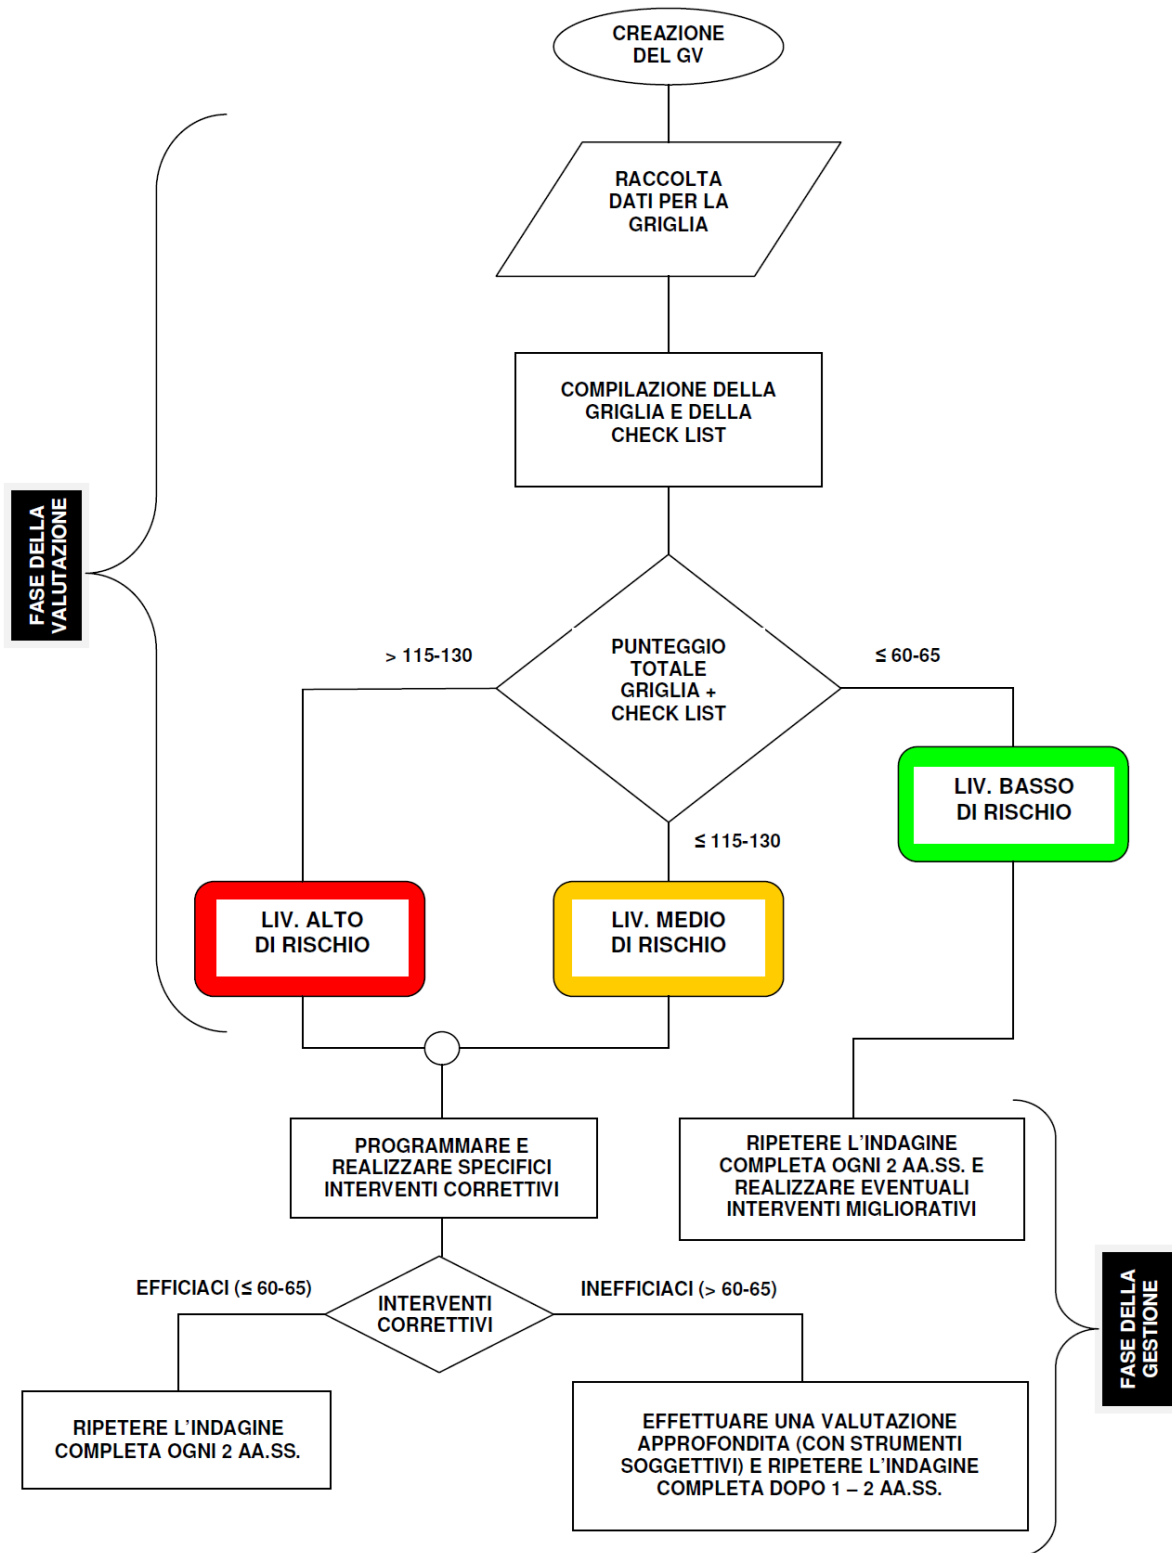 CREAZIONE
DEL GV
RACCOLTA
DATI PER LA
GRIGLIA
COMPILAZIONE DELLA
GRIGLIA E DELLA
CHECK LIST
FASE DELLA
VALUTAZIONE
> 115-130
PUNTEGGIO
TOTALE
GRIGLIA +
CHECK LIST
≤ 60-65
LIV. BASSO
DI RISCHIO
≤ 115-130
LIV. ALTO
DI RISCHIO
LIV. MEDIO
DI RISCHIO
PROGRAMMARE E
REALIZZARE SPECIFICI
INTERVENTI CORRETTIVI
RIPETERE L’INDAGINE
COMPLETA OGNI 2 AA.SS. E
REALIZZARE EVENTUALI
INTERVENTI MIGLIORATIVI
EFFICIACI (≤ 60-65)
INTERVENTI
CORRETTIVI
INEFFICIACI (> 60-65)
FASE DELLA
GESTIONE
RIPETERE L’INDAGINE
COMPLETA OGNI 2 AA.SS.
EFFETTUARE UNA VALUTAZIONE
APPROFONDITA (CON STRUMENTI
SOGGETTIVI) E RIPETERE L’INDAGINE
COMPLETA DOPO 1 – 2 AA.SS.